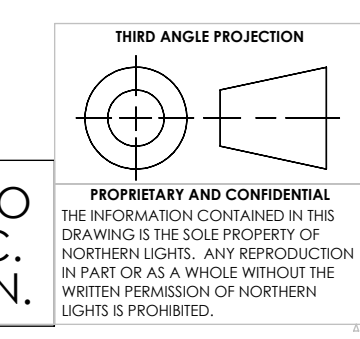 THIRD ANGLE PROJECTION
O
C.
N.
PROPRIETARY AND CONFIDENTIAL
THE INFORMATION CONTAINED IN THIS
DRAWING IS THE SOLE PROPERTY OF
NORTHERN LIGHTS.  ANY REPRODUCTION
IN PART OR AS A WHOLE WITHOUT THE
WRITTEN PERMISSION OF NORTHERN
LIGHTS IS PROHIBITED.